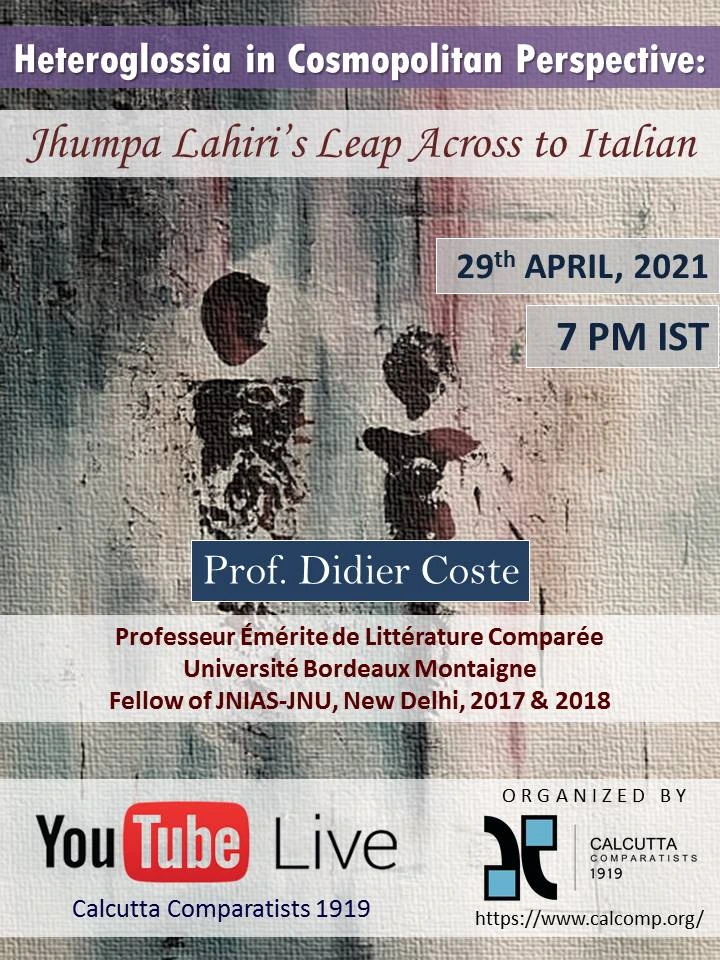 Heteroglossia in Cosmopolitan Perspective:
Jhumpa Lahiri's Leap Across to Italian
29th APRIL, 2021
7 PM IST
Prof. Didier Coste
Professeur Émérite de Littérature Comparée
Université Bordeaux Montaigne
Fellow of JNIAS-JNU, New Delhi, 2017 & 2018
YouTube Live
Calcutta Comparatists 1919
ORGANIZED BY
CALCUTTA
COMPARATISTS
1919
https://www.calcomp.org/